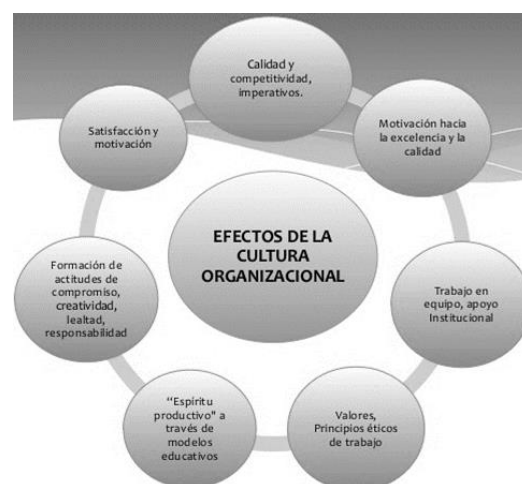 Calidad y
competitividad,
imperativos.
Motivación hacia
la excelencia y la
calidad
Trabajo en
equipo, apoyo
Institucional
Valores,
Principios éticos
de trabajo
“Espíritu
productivo" a
través de
modelos
educativos
Formación de
actitudes de
compromiso,
creatividad,
lealtad,
responsabilidad
Satisfacción y
motivación
EFECTOS DE LA
CULTURA
ORGANIZACIONAL